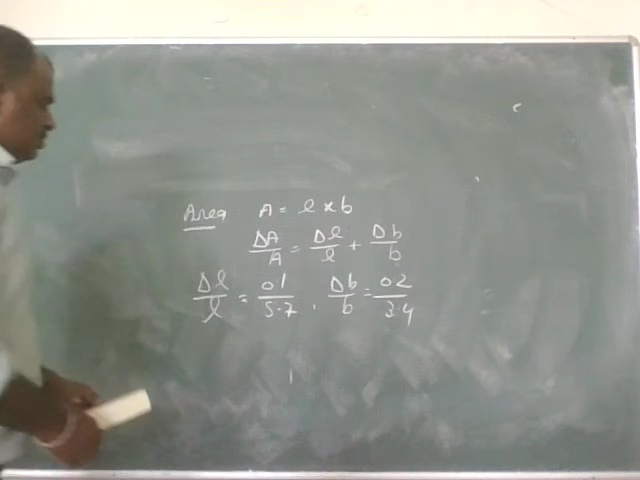 Area A = l × b
ΔA/A = Δl/l + Δb/b
Δl/l = 01/5.7, Δb/b = 02/3.4